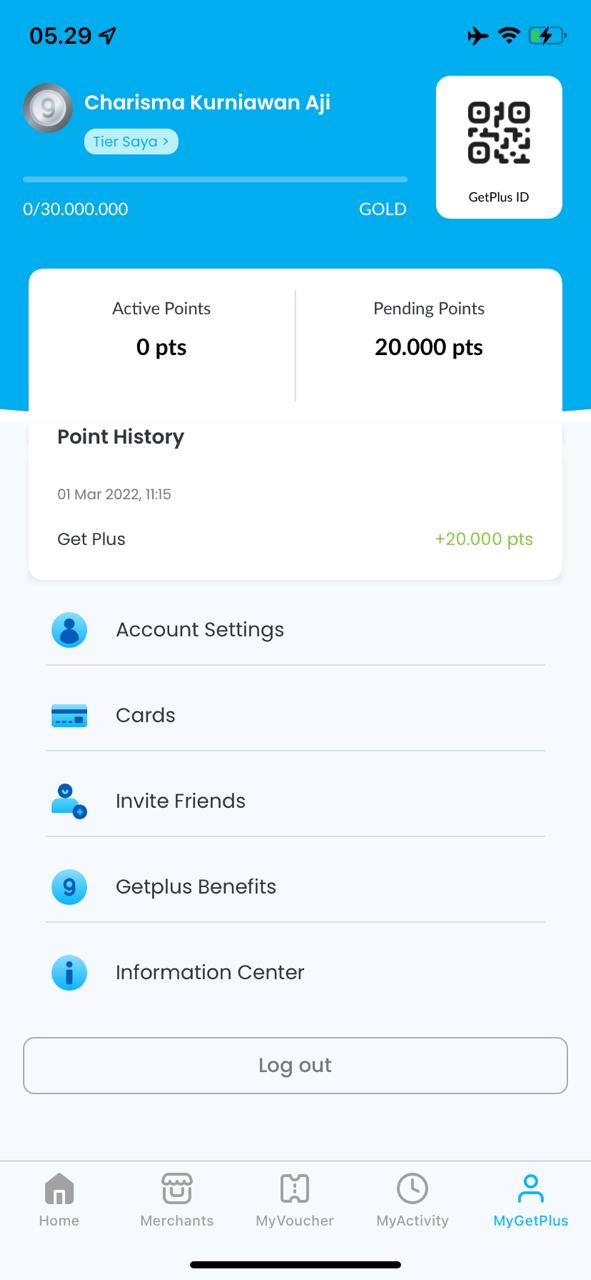 05.29
9
Charisma Kurniawan Aji
Tier Saya >
0/30.000.000
GOLD
GetPlus ID
Active Points
Pending Points
0 pts
20.000 pts
Point History
01 Mar 2022, 11:15
Get Plus
+20.000 pts
Account Settings
Cards
Invite Friends
9
Getplus Benefits
Information Center
Log out
Home
Merchants
MyVoucher
MyActivity
MyGetPlus